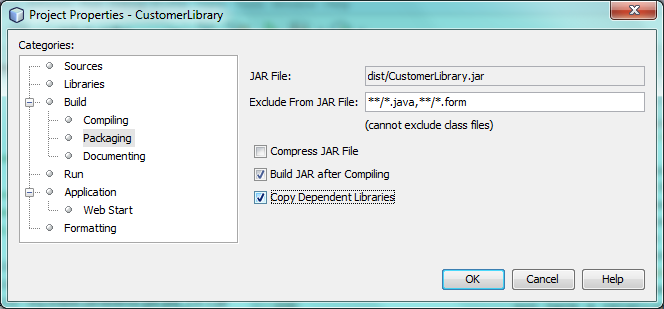 Project Properties - CustomerLibrary
Categories:
Sources
Libraries
Build
Compiling
Packaging
Documenting
Run
Application
Web Start
Formatting
JAR File: dist/CustomerLibrary.jar
Exclude From JAR File: **/*.java,**/*.form
(cannot exclude class files)
Compress JAR File
Build JAR after Compiling
Copy Dependent Libraries
OK Cancel Help